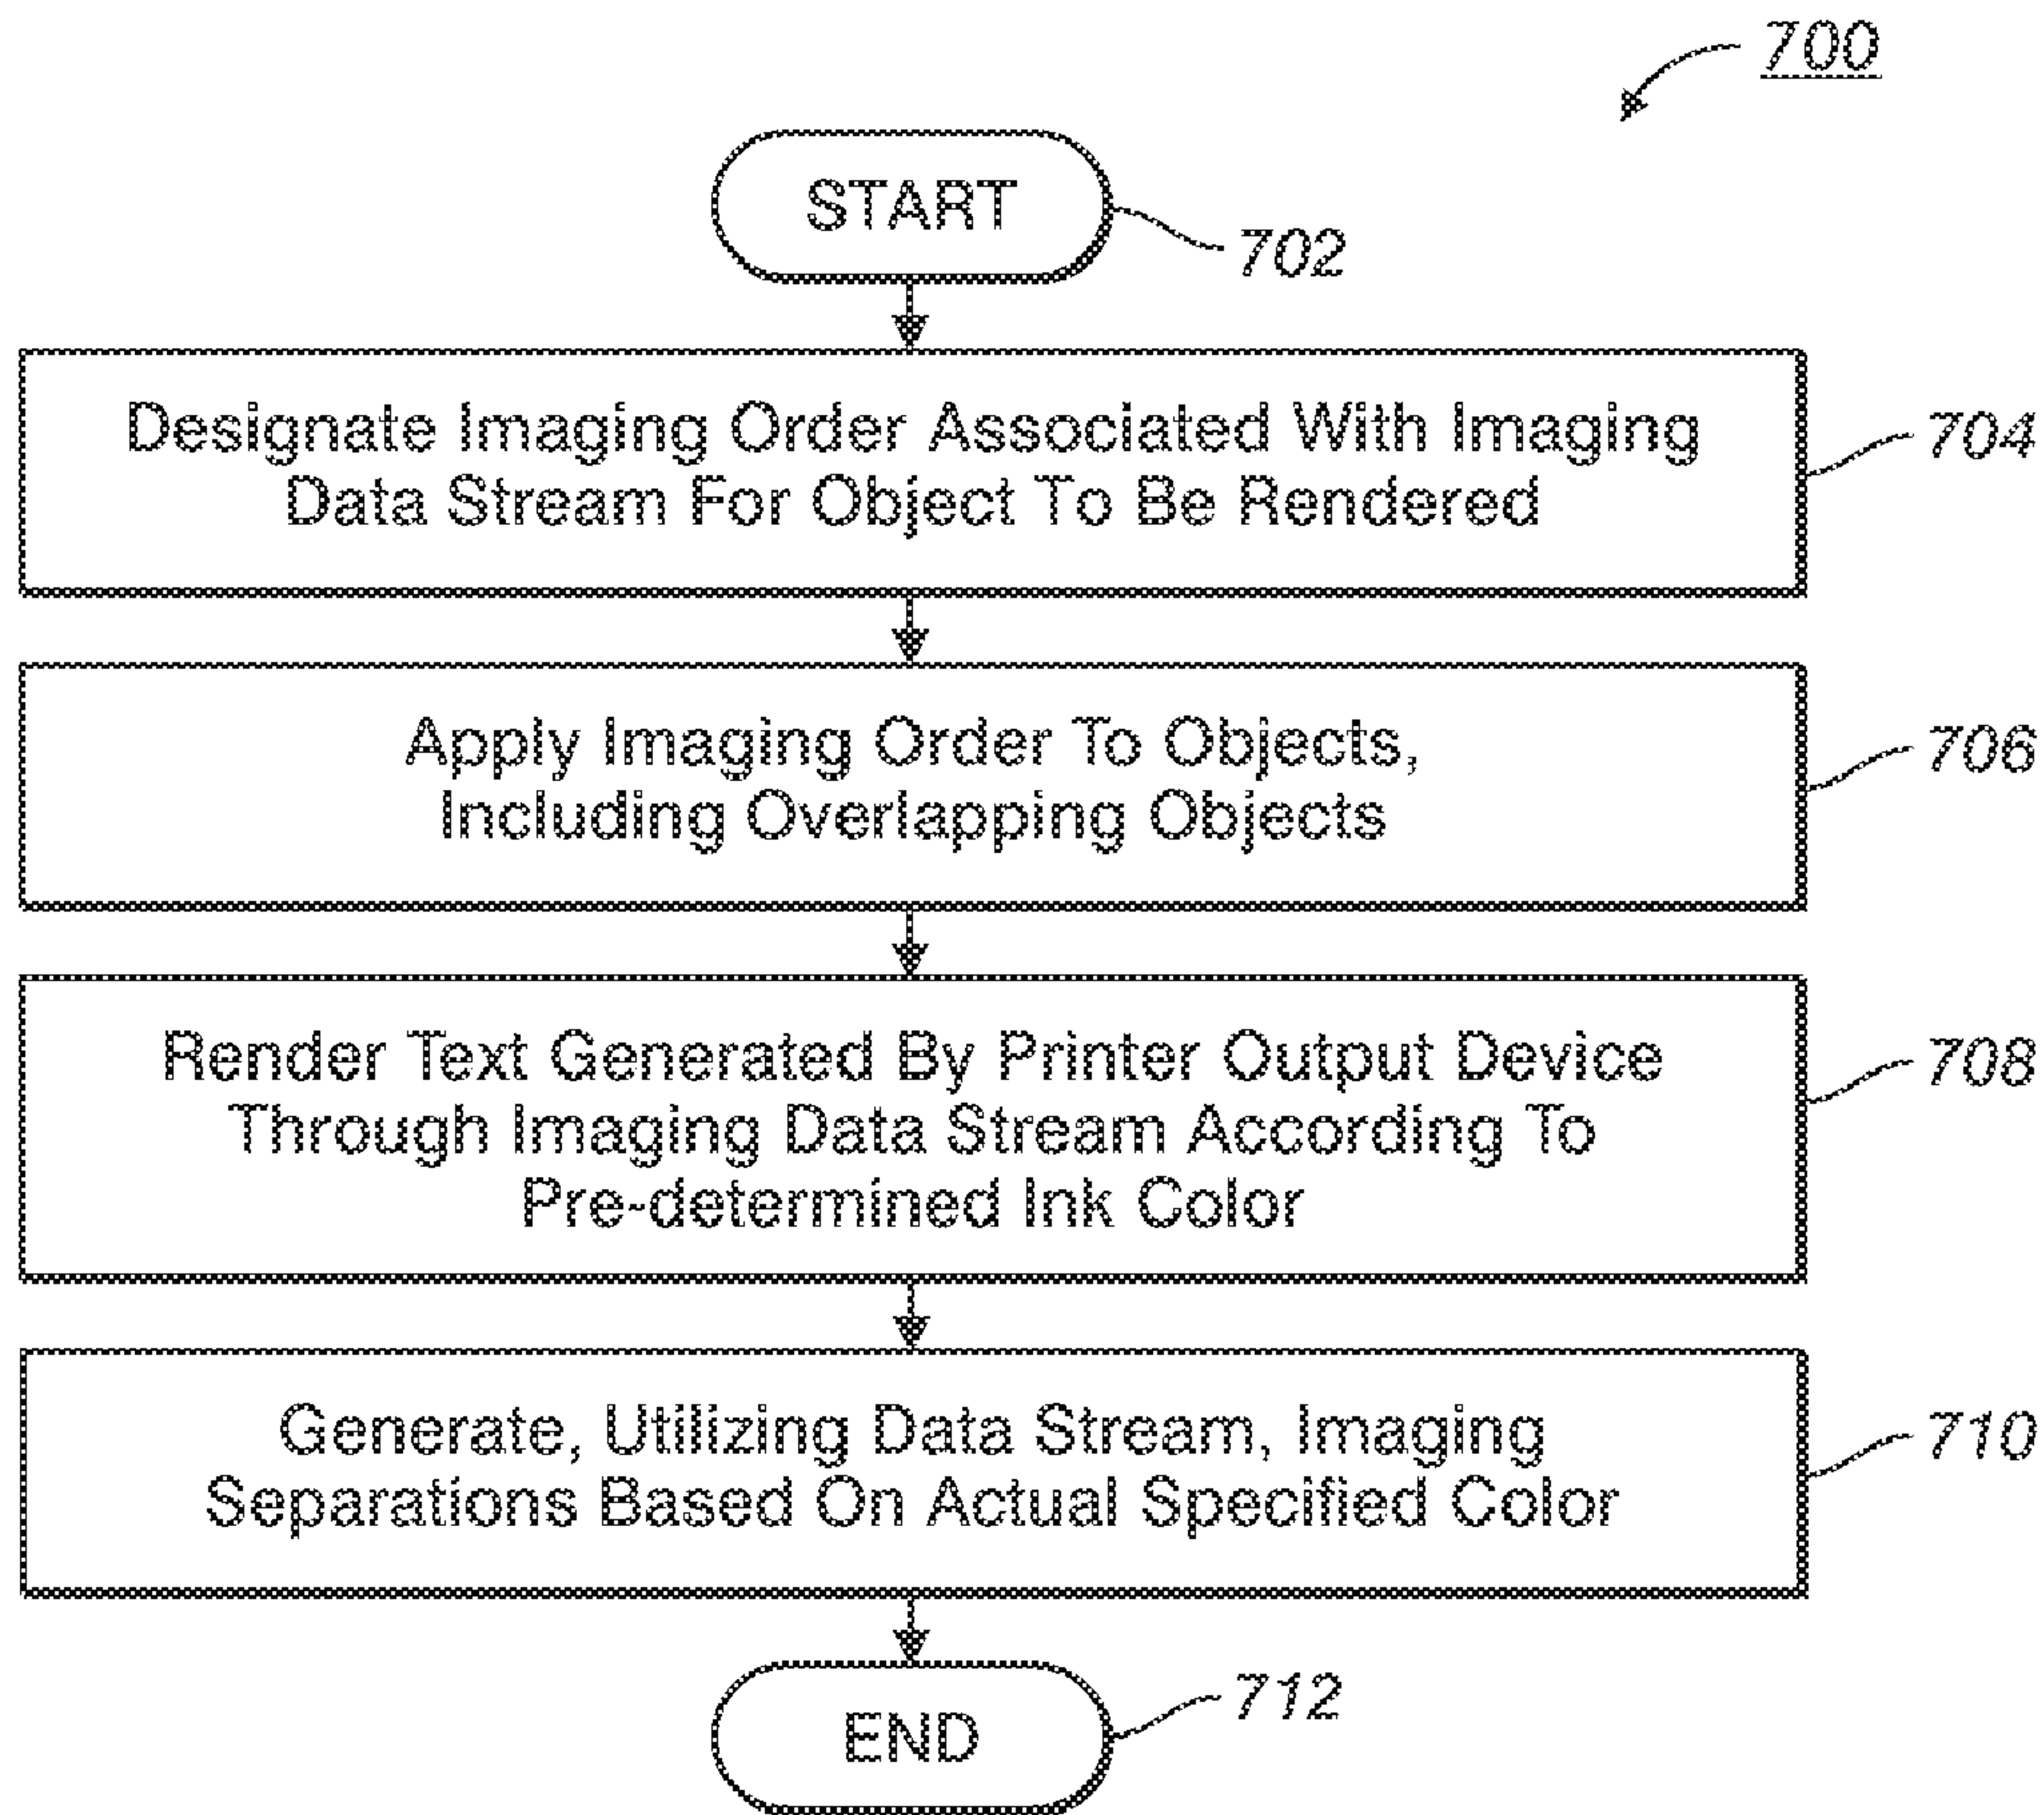 700
START
702
Designate Imaging Order Associated With Imaging
Data Stream For Object To Be Rendered
704
Apply Imaging Order To Objects,
Including Overlapping Objects
706
Render Text Generated By Printer Output Device
Through Imaging Data Stream According To
Pre-determined Ink Color
708
Generate, Utilizing Data Stream, Imaging
Separations Based On Actual Specified Color
710
END
712